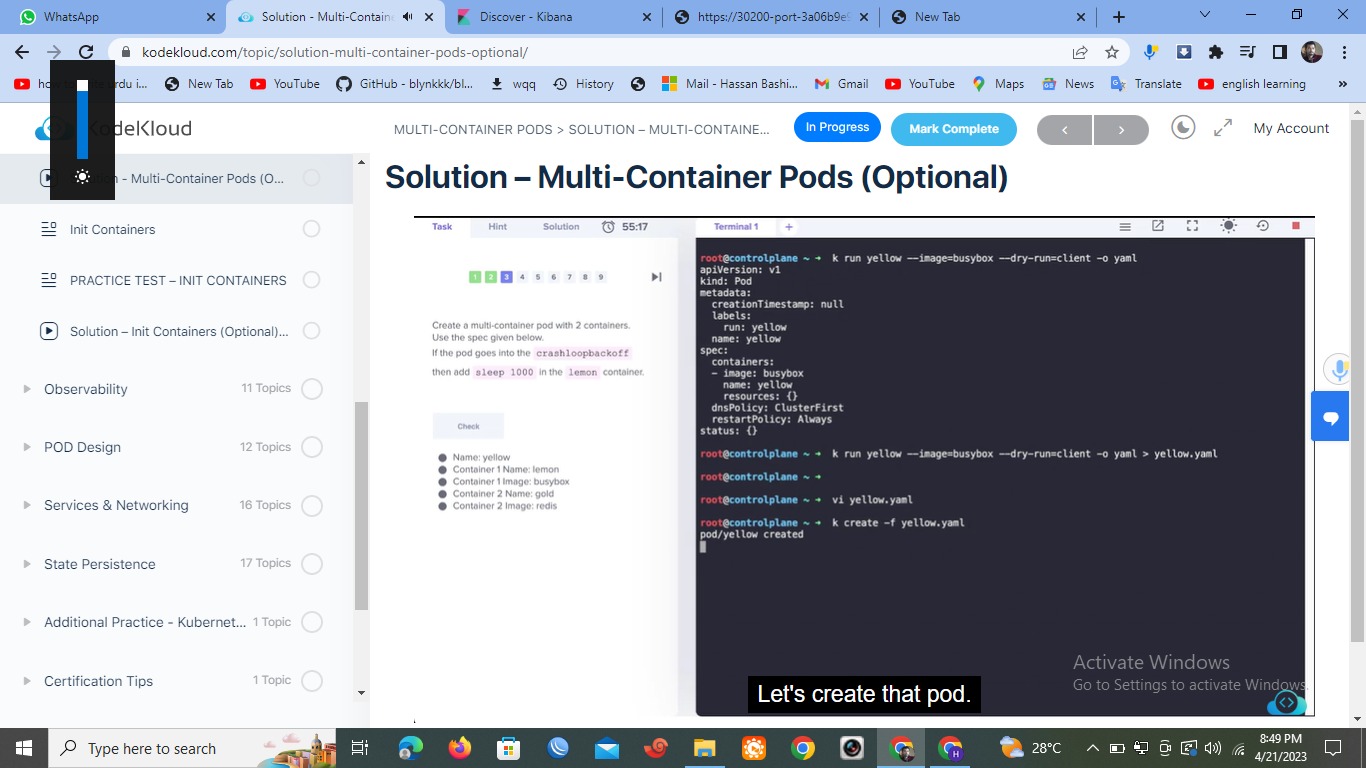 WhatsApp
Solution - Multi-Containe
Discover - Kibana
https://30200-port-3a06b9e9
New Tab
kodekloud.com/topic/solution-multi-container-pods-optional/
how t
se urdu i...
New Tab
YouTube
GitHub - blynkkk/bl...
wqq
History
Mail - Hassan Bashi...
Gmail
YouTube
Maps
News
Translate
english learning
»
KodeKloud
MULTI-CONTAINER PODS > SOLUTION – MULTI-CONTAINE...
In Progress
Mark Complete
My Account
on - Multi-Container Pods (O...
Init Containers
PRACTICE TEST – INIT CONTAINERS
Solution – Init Containers (Optional)...
Observability
11 Topics
POD Design
12 Topics
Services & Networking
16 Topics
State Persistence
17 Topics
Additional Practice - Kubernet...
1 Topic
Certification Tips
1 Topic
Solution – Multi-Container Pods (Optional)
Task
Hint
Solution
55:17
Terminal 1
+
1 2 3 4 5 6 7 8 9
Create a multi-container pod with 2 containers.
Use the spec given below.
If the pod goes into the crashloopbackoff
then add sleep 1000 in the lemon container.
Check
Name: yellow
Container 1 Name: lemon
Container 1 Image: busybox
Container 2 Name: gold
Container 2 Image: redis
root@controlplane ~ ➜ k run yellow --image=busybox --dry-run=client -o yaml
apiVersion: v1
kind: Pod
metadata:
creationTimestamp: null
labels:
run: yellow
name: yellow
spec:
containers:
- image: busybox
name: yellow
resources: {}
dnsPolicy: ClusterFirst
restartPolicy: Always
status: {}
root@controlplane ~ ➜ k run yellow --image=busybox --dry-run=client -o yaml > yellow.yaml
root@controlplane ~ ➜
root@controlplane ~ ➜ vi yellow.yaml
root@controlplane ~ ➜ k create -f yellow.yaml
pod/yellow created
Let's create that pod.
Activate Windows
Go to Settings to activate Windows.
Type here to search
28°C
8:49 PM
4/21/2023